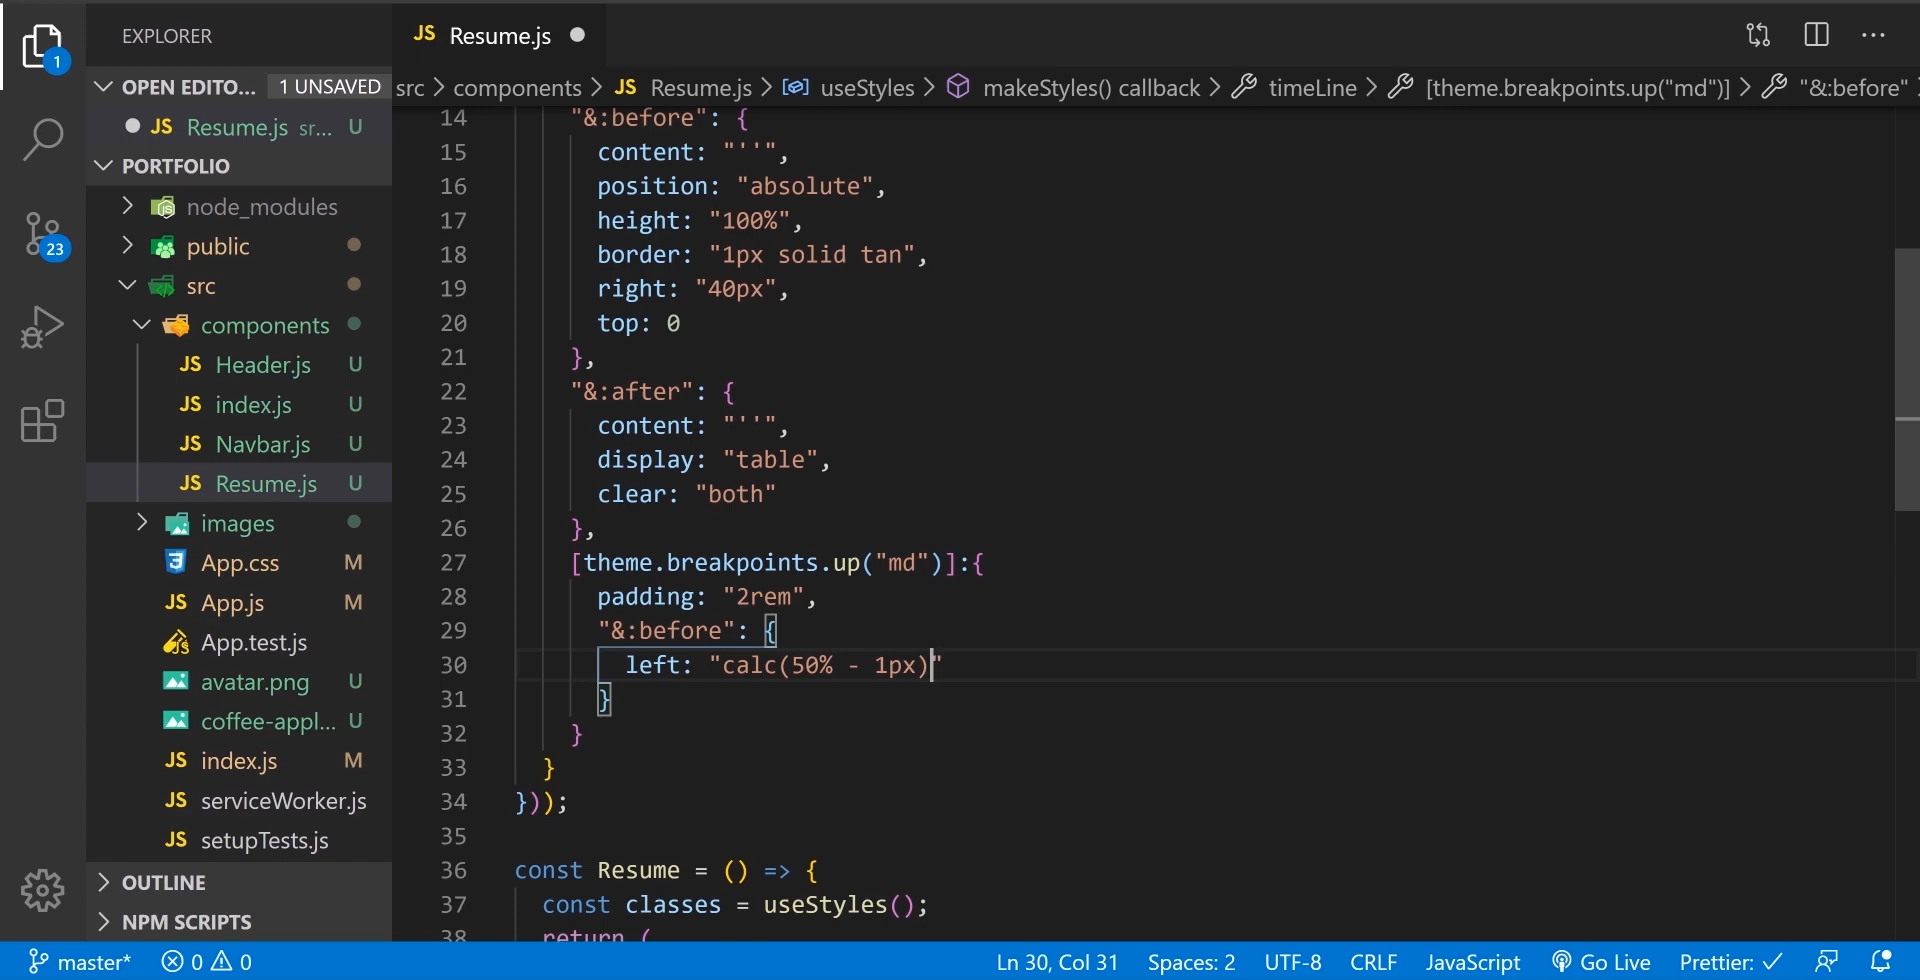 EXPLORER
JS Resume.js
1
OPEN EDITO... 1 UNSAVED
src > components > JS Resume.js > useStyles > makeStyles() callback > timeLine > [theme.breakpoints.up("md")] > "&:before"
JS Resume.js sr... U
PORTFOLIO
node_modules
public
23
src
components
JS Header.js U
JS index.js U
JS Navbar.js U
JS Resume.js U
images
App.css M
JS App.js M
App.test.js
avatar.png U
coffee-appl... U
JS index.js M
JS serviceWorker.js
JS setupTests.js
OUTLINE
NPM SCRIPTS
14 "&:before": {
15 content: "''",
16 position: "absolute",
17 height: "100%",
18 border: "1px solid tan",
19 right: "40px",
20 top: 0
21 },
22 "&:after": {
23 content: "''",
24 display: "table",
25 clear: "both"
26 },
27 [theme.breakpoints.up("md")]:{
28 padding: "2rem",
29 "&:before": {
30 left: "calc(50% - 1px)"
31 }
32 }
33 }
34 }));
35
36 const Resume = () => {
37 const classes = useStyles();
38 return (
master* 0 0 Ln 30, Col 31 Spaces: 2 UTF-8 CRLF JavaScript Go Live Prettier: ✓